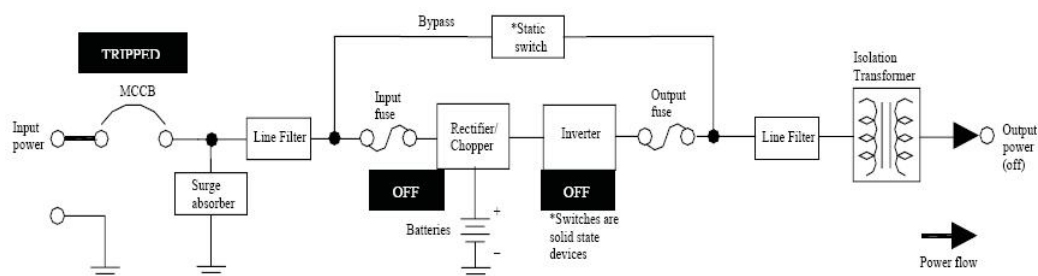 Bypass
*Static
switch
TRIPPED
MCCB
Isolation
Transformer
Input
power
Line Filter
Input
fuse
Rectifier/
Chopper
Inverter
Output
fuse
Line Filter
Output
power
(off)
Surge
absorber
OFF
OFF
Batteries
+
–
*Switches are
solid state
devices
Power flow